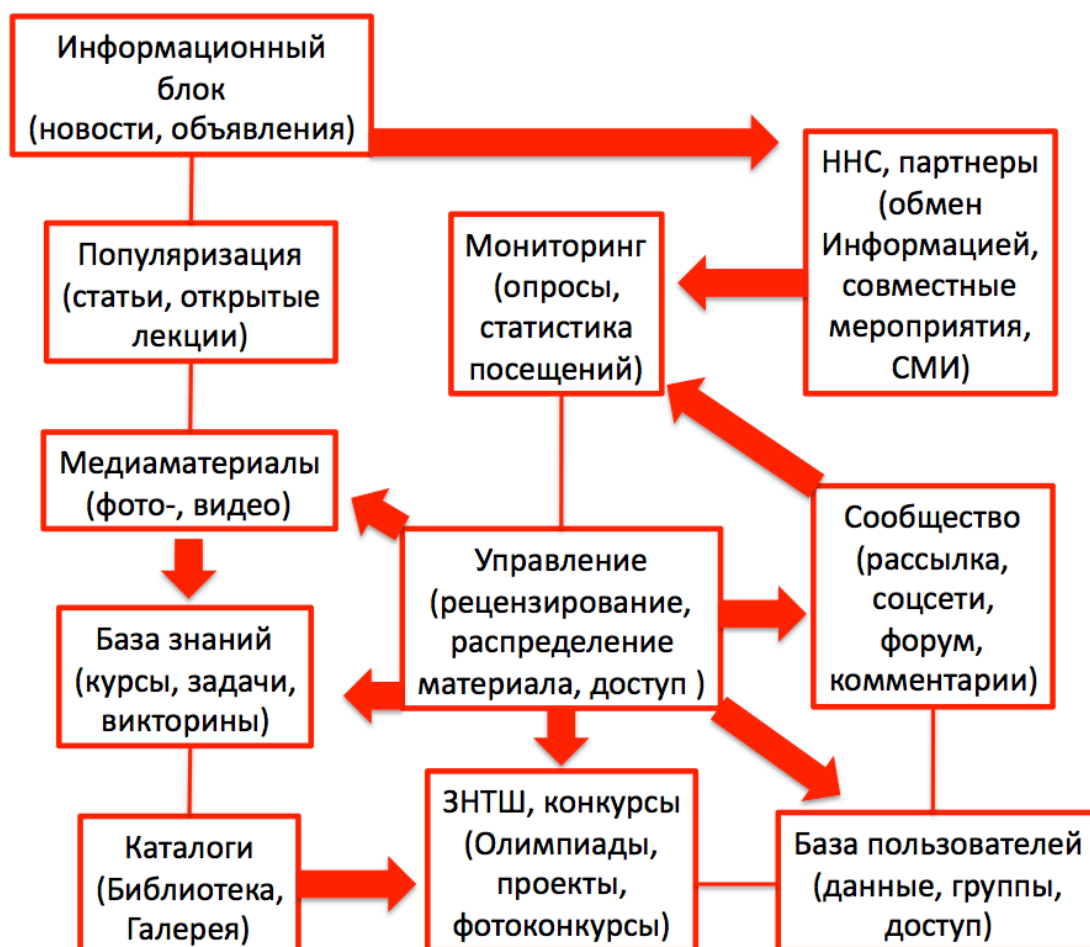 Информационный
блок
(новости, объявления)
ННС, партнеры
(обмен
Информацией,
совместные
мероприятия,
СМИ)
Популяризация
(статьи, открытые
лекции)
Мониторинг
(опросы,
статистика
посещений)
Медиаматериалы
(фото-, видео)
Управление
(рецензирование,
распределение
материала, доступ )
Сообщество
(рассылка,
соцсети,
форум,
комментарии)
База знаний
(курсы, задачи,
викторины)
Каталоги
(Библиотека,
Галерея)
ЗНТШ, конкурсы
(Олимпиады,
проекты,
фотоконкурсы)
База пользователей
(данные, группы,
доступ)